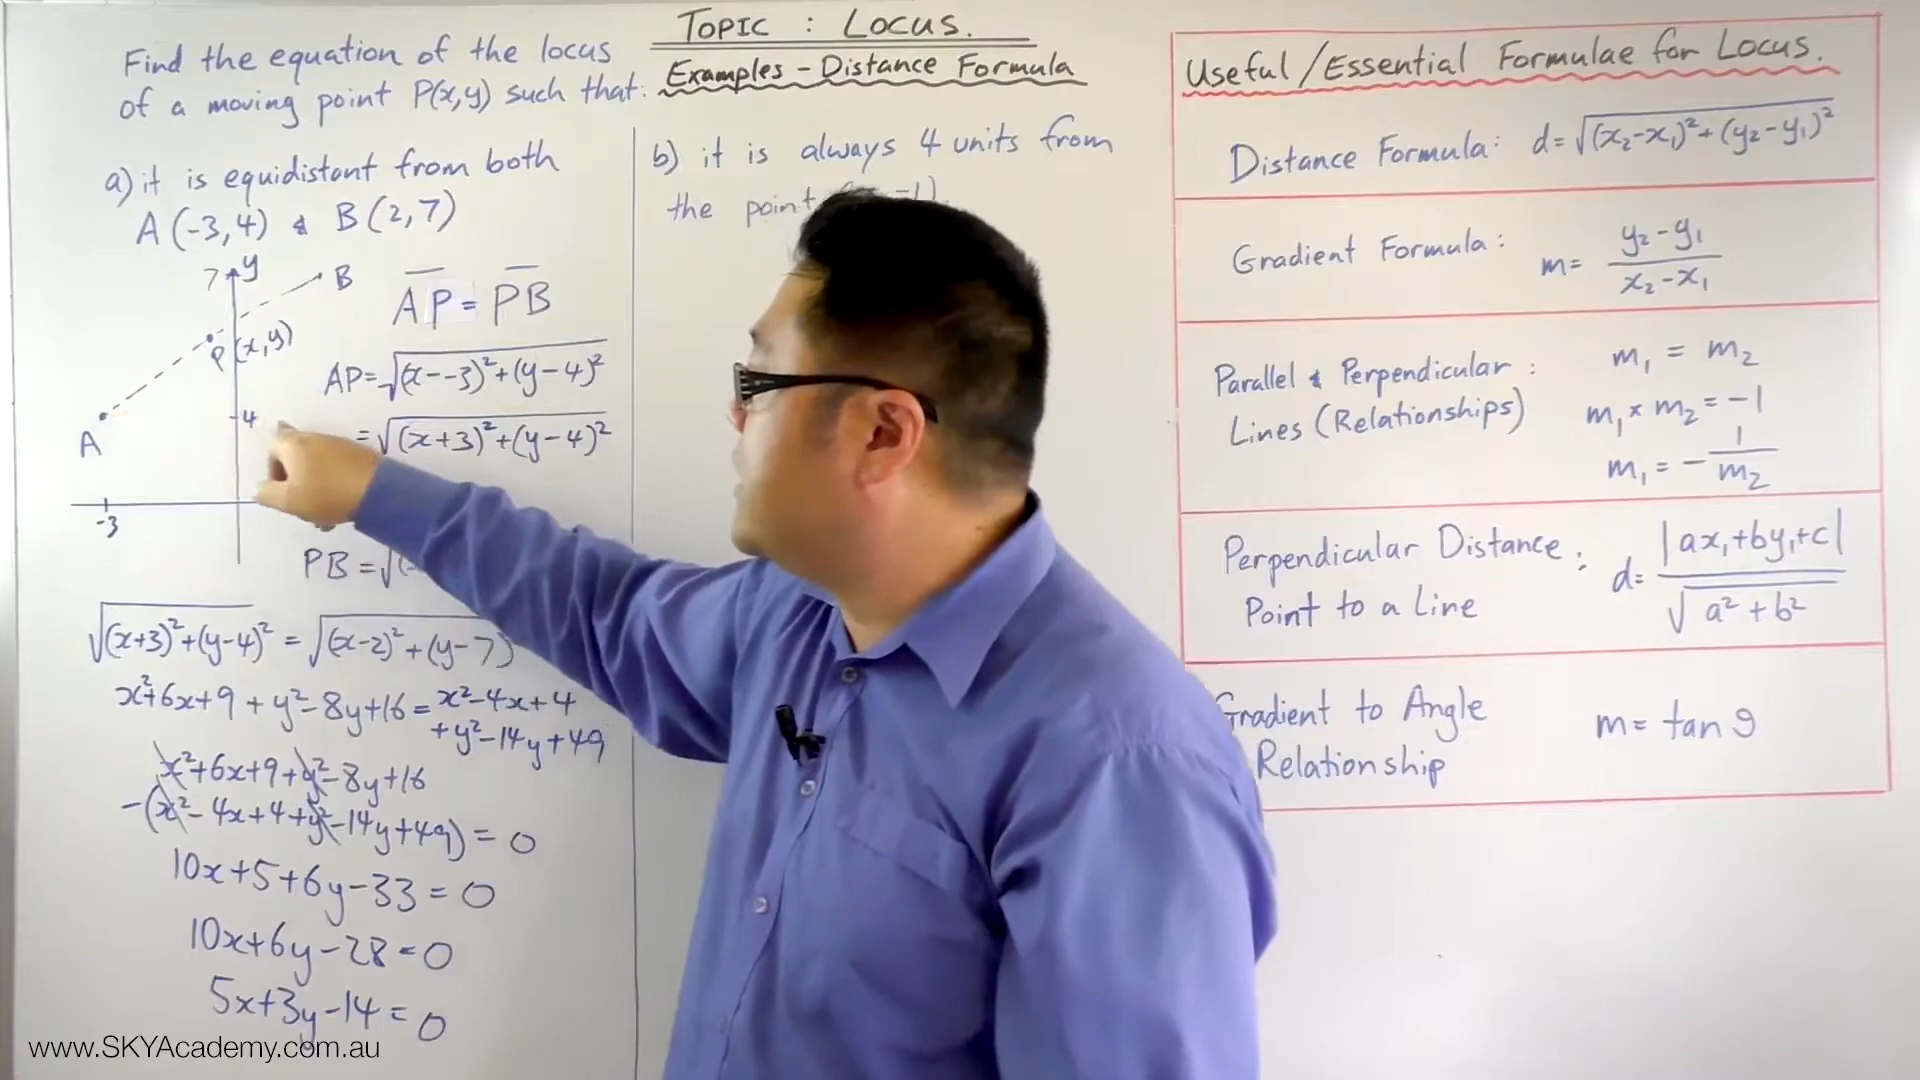 TOPIC : LOCUS.
Examples - Distance Formula
Find the equation of the locus
of a moving point P(x,y) such that:
a) it is equidistant from both
A(-3,4) & B(2,7)
7 y B
P(x,y)
4
A
-3
AP = PB
AP=√(x--3)²+(y-4)²
=√(x+3)²+(y-4)²
PB=√(
√(x+3)²+(y-4)² = √(x-2)²+(y-7)
x²+6x+9+y²-8y+16=x²-4x+4
+y²-14y+49
x²+6x+9+y²-8y+16
-(x²-4x+4+y²-14y+49)=0
10x+5+6y-33=0
10x+6y-28=0
5x+3y-14=0
b) it is always 4 units from
the point -1)
Useful/Essential Formulae for Locus.
Distance Formula: d=√(x₂-x₁)²+(y₂-y₁)²
Gradient Formula: m= y₂-y₁
x₂-x₁
Parallel & Perpendicular :
Lines (Relationships)
m₁ = m₂
m₁×m₂=-1
m₁=-1/m₂
Perpendicular Distance :
Point to a Line
d= |ax₁+by₁+c|
√a²+b²
Gradient to Angle
Relationship
m= tan θ
www.SKYAcademy.com.au